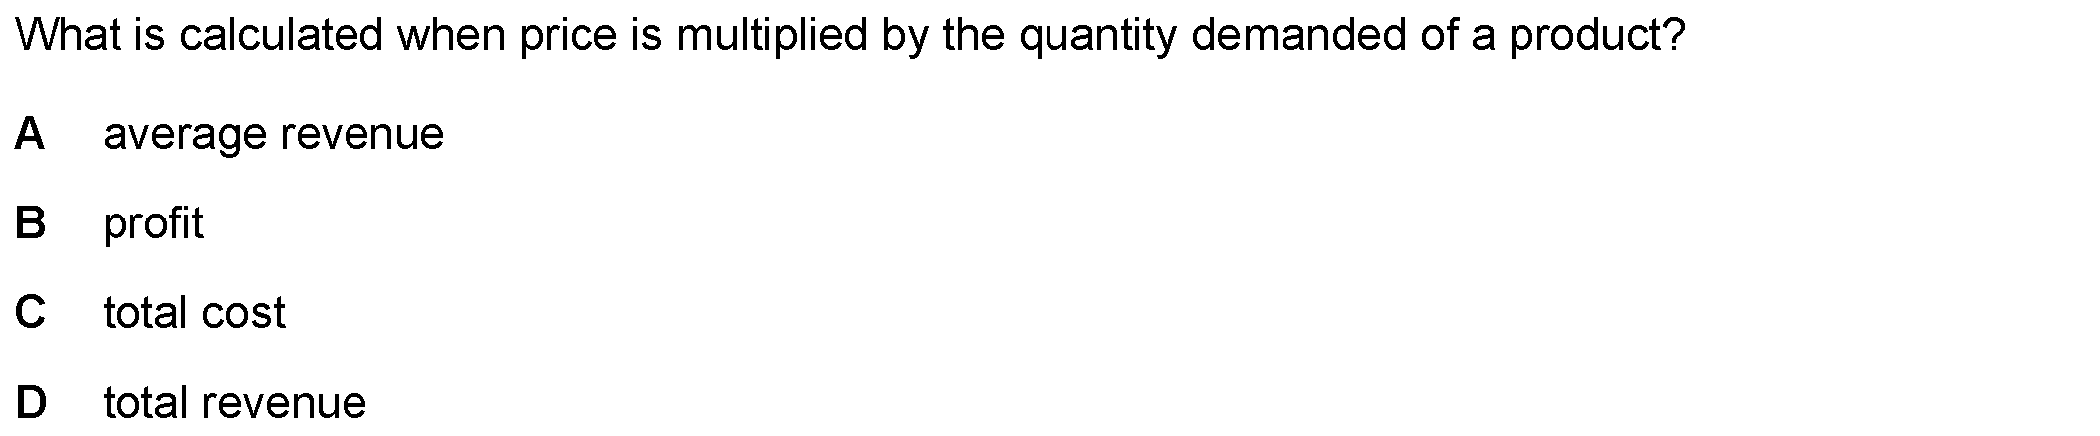 What is calculated when price is multiplied by the quantity demanded of a product?
A average revenue
B profit
C total cost
D total revenue